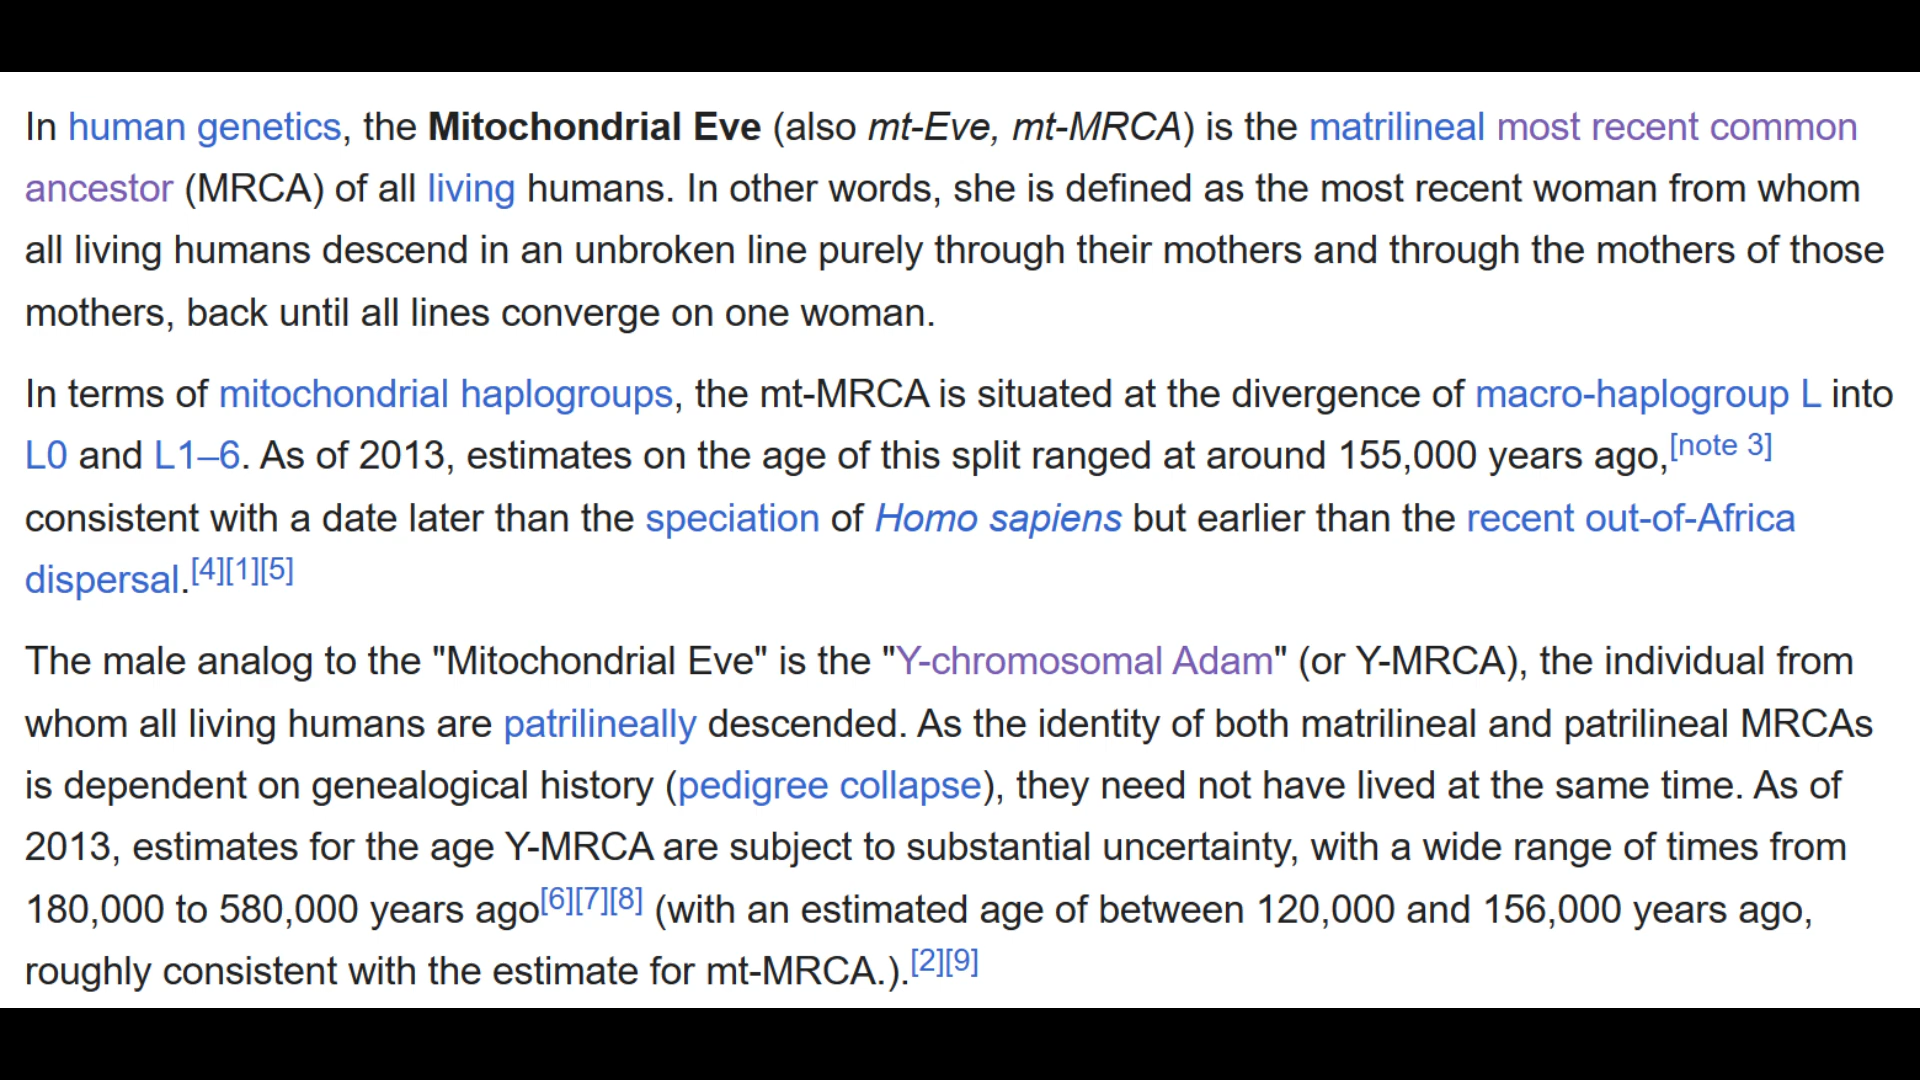 In human genetics, the Mitochondrial Eve (also mt-Eve, mt-MRCA) is the matrilineal most recent common
ancestor (MRCA) of all living humans. In other words, she is defined as the most recent woman from whom
all living humans descend in an unbroken line purely through their mothers and through the mothers of those
mothers, back until all lines converge on one woman.
In terms of mitochondrial haplogroups, the mt-MRCA is situated at the divergence of macro-haplogroup L into
L0 and L1–6. As of 2013, estimates on the age of this split ranged at around 155,000 years ago,[note 3]
consistent with a date later than the speciation of Homo sapiens but earlier than the recent out-of-Africa
dispersal.[4][1][5]
The male analog to the "Mitochondrial Eve" is the "Y-chromosomal Adam" (or Y-MRCA), the individual from
whom all living humans are patrilineally descended. As the identity of both matrilineal and patrilineal MRCAs
is dependent on genealogical history (pedigree collapse), they need not have lived at the same time. As of
2013, estimates for the age Y-MRCA are subject to substantial uncertainty, with a wide range of times from
180,000 to 580,000 years ago[6][7][8] (with an estimated age of between 120,000 and 156,000 years ago,
roughly consistent with the estimate for mt-MRCA.).[2][9]